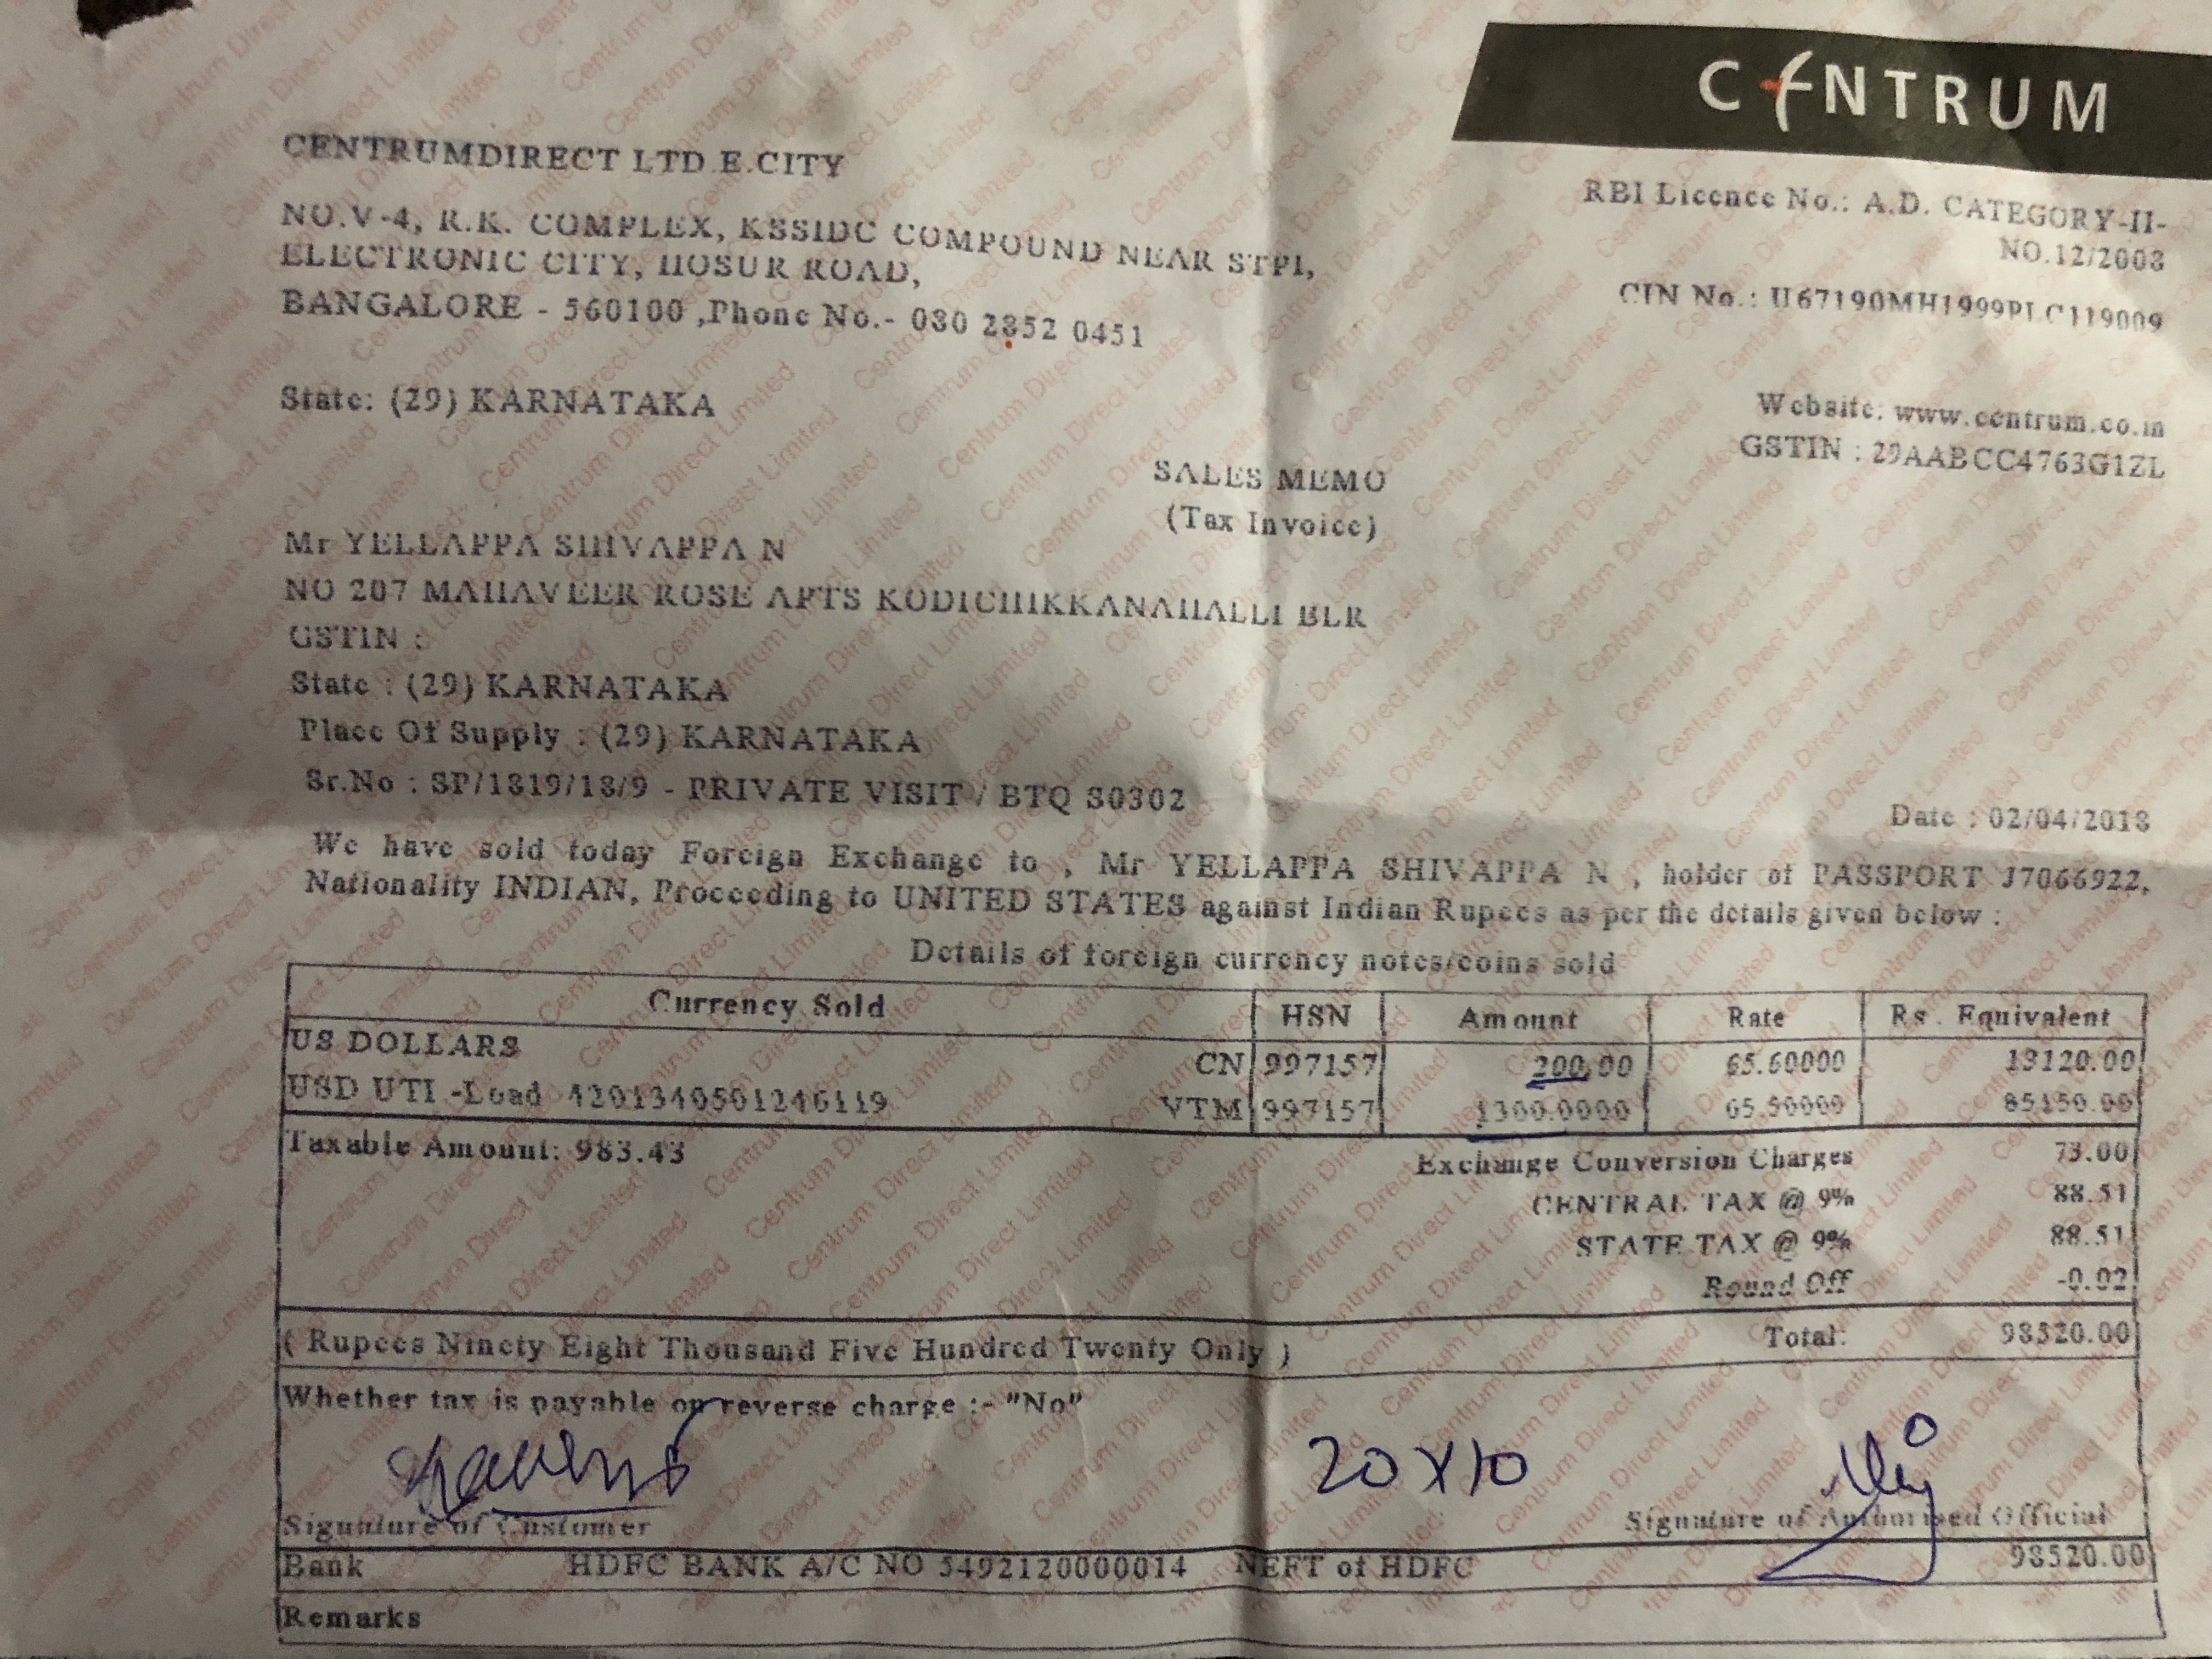 CENTRUM
CENTRUMDIRECT LTD E.CITY
NO.V-4, R.K. COMPLEX, KSSIDC COMPOUND NEAR STPI,
ELECTRONIC CITY, HOSUR ROAD,
BANGALORE - 560100 ,Phone No.- 080 2852 0451
RBI Licence No.: A.D. CATEGORY-II-
NO.12/2008
CIN No.: U67190MH1999PLC119009
State: (29) KARNATAKA
Website: www.centrum.co.in
GSTIN : 29AABCC4763G1ZL
SALES MEMO
(Tax Invoice)
Mr YELLAPPA SHIVAPPA N
NO 207 MAHAVEER ROSE APTS KODICHIKKANAHALLI BLR
GSTIN :
State : (29) KARNATAKA
Place Of Supply : (29) KARNATAKA
Sr.No : SP/1819/18/9 - PRIVATE VISIT / BTQ 80302
Date : 02/04/2018
We have sold today Foreign Exchange to , Mr YELLAPPA SHIVAPPA N , holder of PASSPORT J7066922,
Nationality INDIAN, Proceeding to UNITED STATES against Indian Rupees as per the details given below :
Details of foreign currency notes/coins sold
Currency Sold HSN Amount Rate Rs . Equivalent
US DOLLARS CN 997157 200.00 65.60000 13120.00
USD UTI -Load 4201340501246119 VTM 997157 1300.0000 65.50000 85150.00
Taxable Amount: 983.43 Exchange Conversion Charges 73.00
CENTRAL TAX @ 9% 88.51
STATE TAX @ 9% 88.51
Round Off -0.02
Total: 98520.00
( Rupees Ninety Eight Thousand Five Hundred Twenty Only )
Whether tax is payable on reverse charge :- "No"
20 X 10
Signature of Customer Signature of Authorised Official
Bank HDFC BANK A/C NO 54921200000014 NEFT of HDFC 98520.00
Remarks